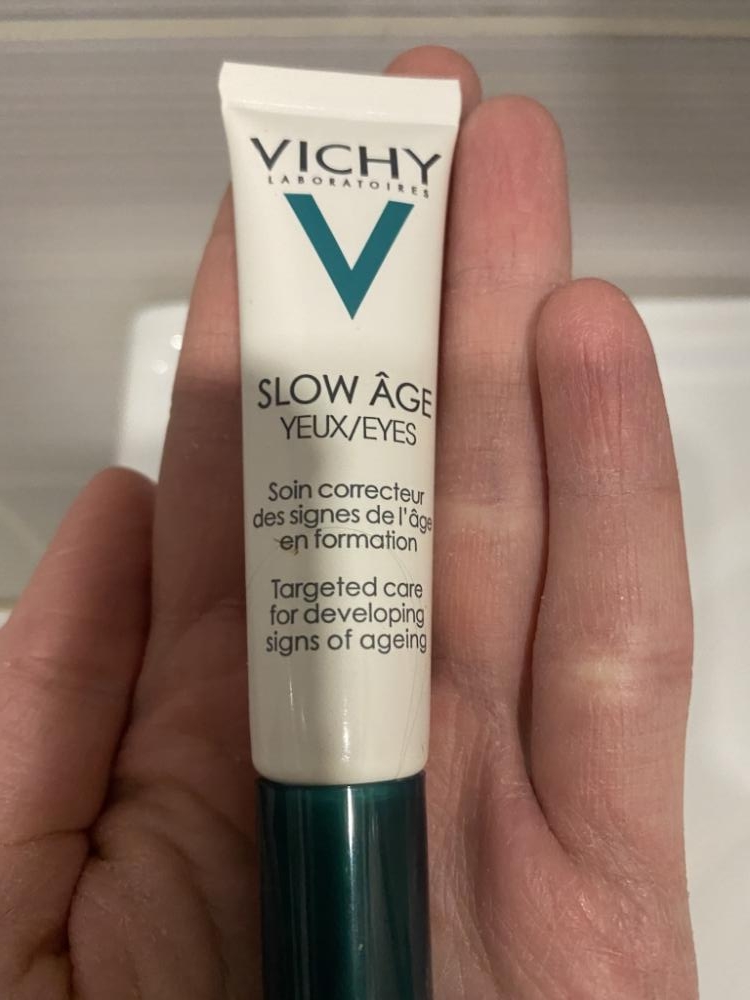 VICHY
LABORATOIRES
SLOW ÂGE
YEUX/EYES
Soin correcteur
des signes de l'âge
en formation
Targeted care
for developing
signs of ageing